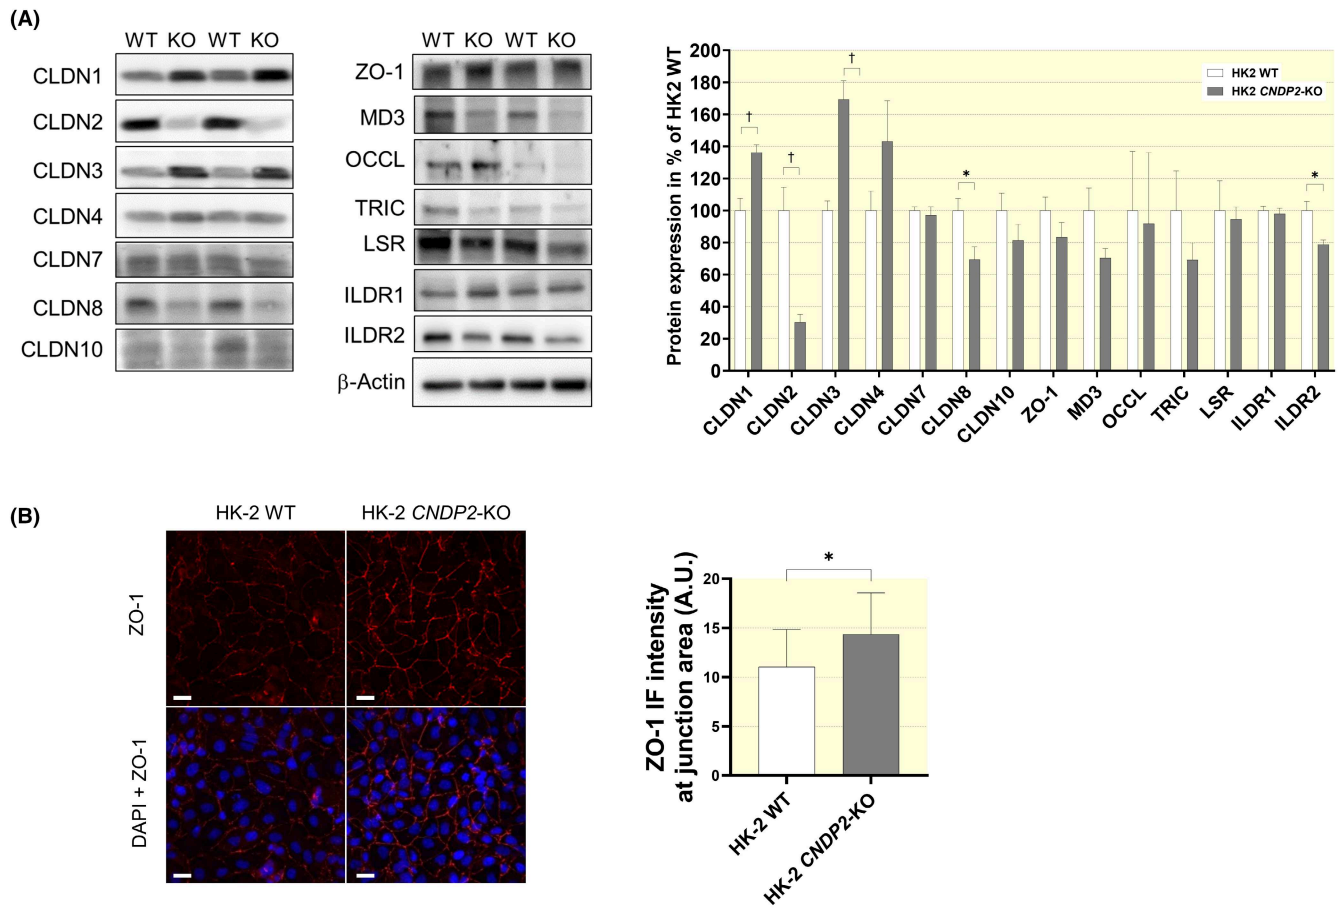 (A)
WT KO WT KO
CLDN1
CLDN2
CLDN3
CLDN4
CLDN7
CLDN8
CLDN10
WT KO WT KO
ZO-1
MD3
OCCL
TRIC
LSR
ILDR1
ILDR2
β-Actin
Protein expression in % of HK2 WT
200
180
160
140
120
100
80
60
40
20
0
†
†
†
*
*
HK2 WT
HK2 CNDP2-KO
CLDN1
CLDN2
CLDN3
CLDN4
CLDN7
CLDN8
CLDN10
ZO-1
MD3
OCCL
TRIC
LSR
ILDR1
ILDR2
(B)
HK-2 WT
HK-2 CNDP2-KO
ZO-1
DAPI + ZO-1
ZO-1 IF intensity
at junction area (A.U.)
20
15
10
5
0
*
HK-2 WT
HK-2 CNDP2-KO